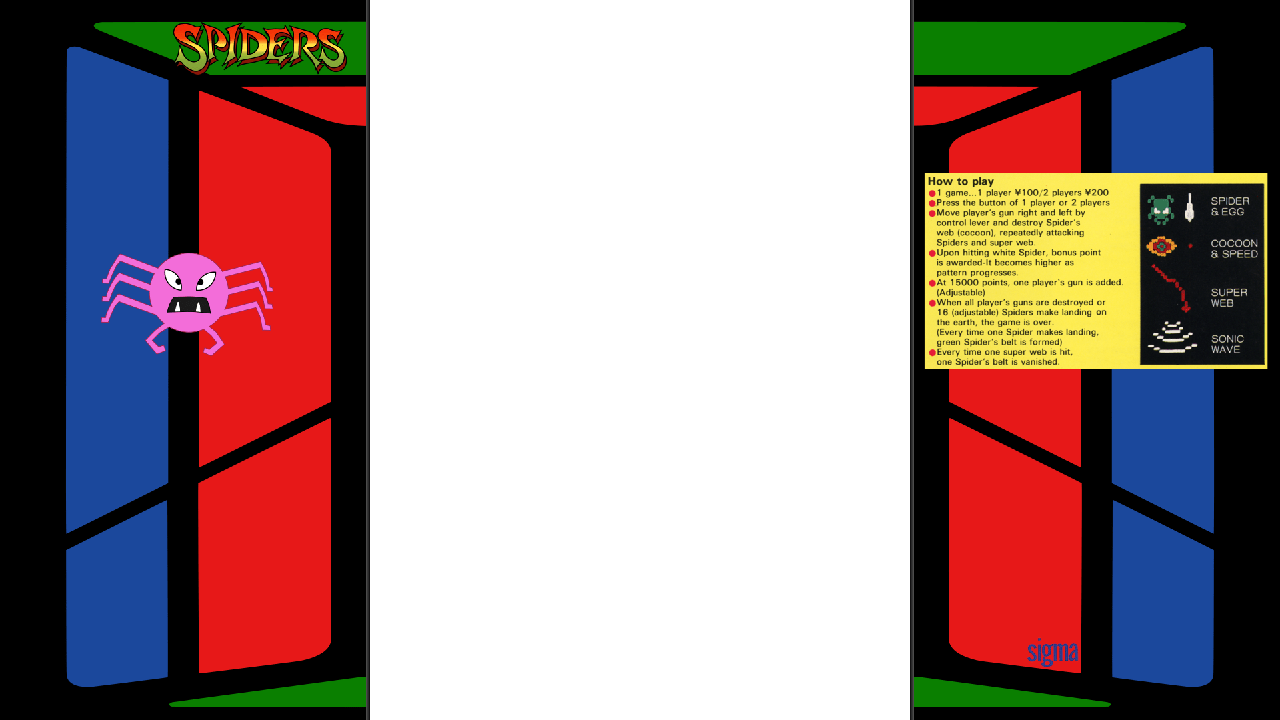 SPIDERS
How to play
1 game...1 player ¥100/2 players ¥200
Press the button of 1 player or 2 players
Move player's gun right and left by
control lever and destroy Spider's
web (cocoon), repeatedly attacking
Spiders and super web.
Upon hitting white Spider, bonus point
is awarded-It becomes higher as
pattern progresses.
At 15000 points, one player's gun is added.
(Adjustable)
When all player's guns are destroyed or
16 (adjustable) Spiders make landing on
the earth, the game is over.
(Every time one Spider makes landing,
green Spider's belt is formed)
Every time one super web is hit,
one Spider's belt is vanished.
SPIDER
& EGG
COCOON
& SPEED
SUPER
WEB
SONIC
WAVE
sigma